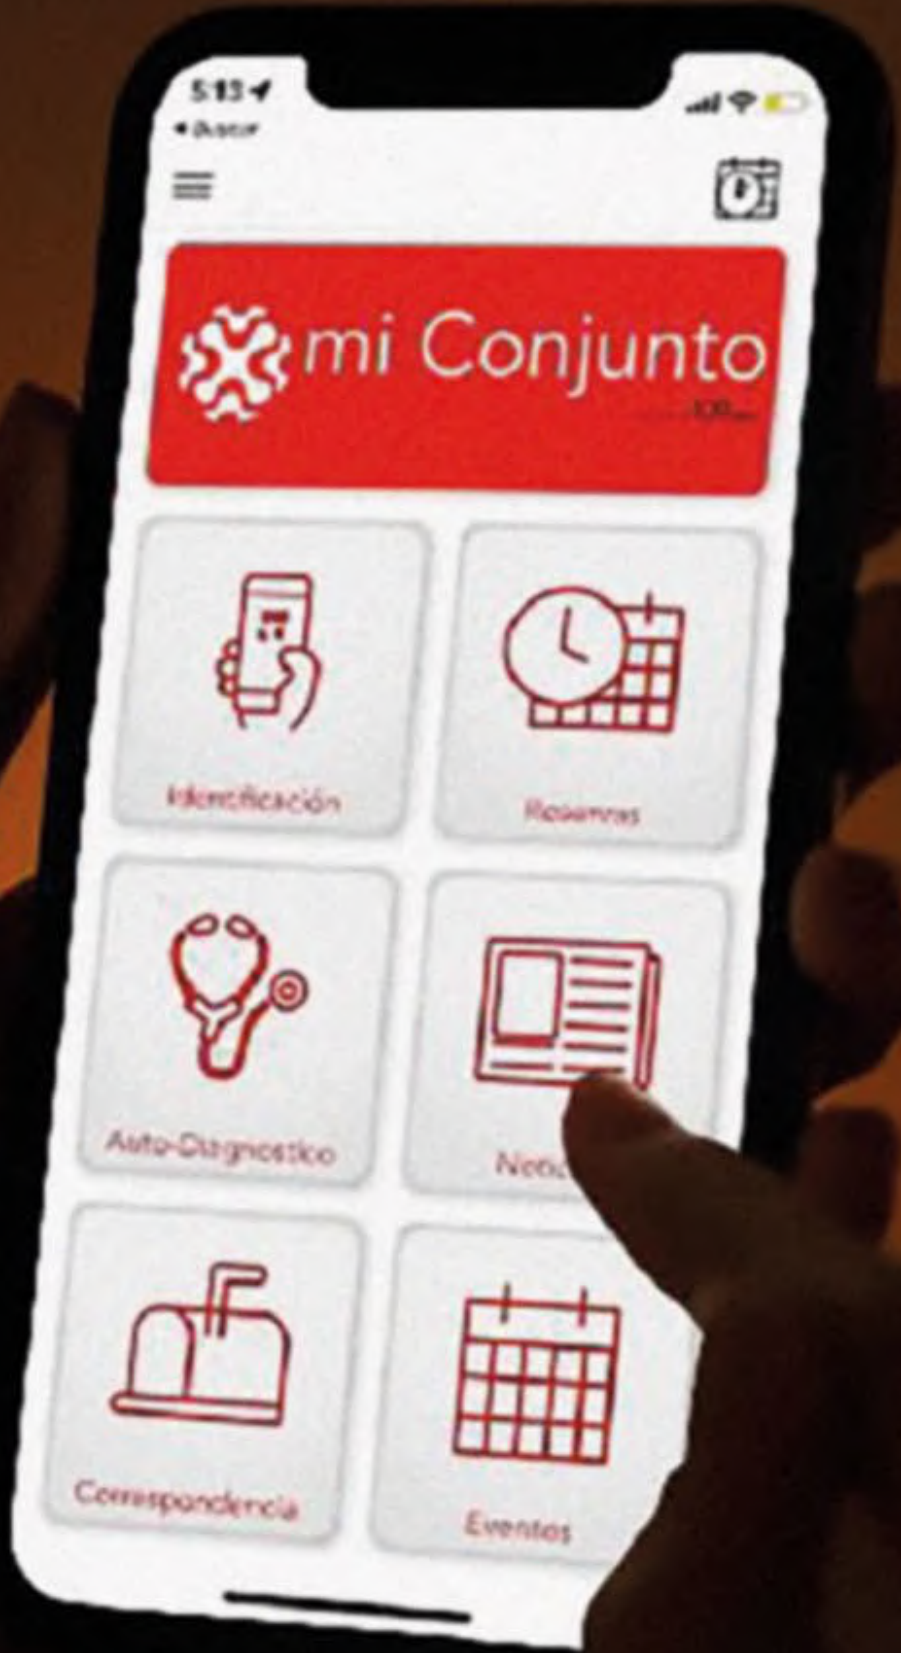 5:13
mi Conjunto
Identificación
Reservas
Auto-Diagnostico
Correspondencia
Eventos